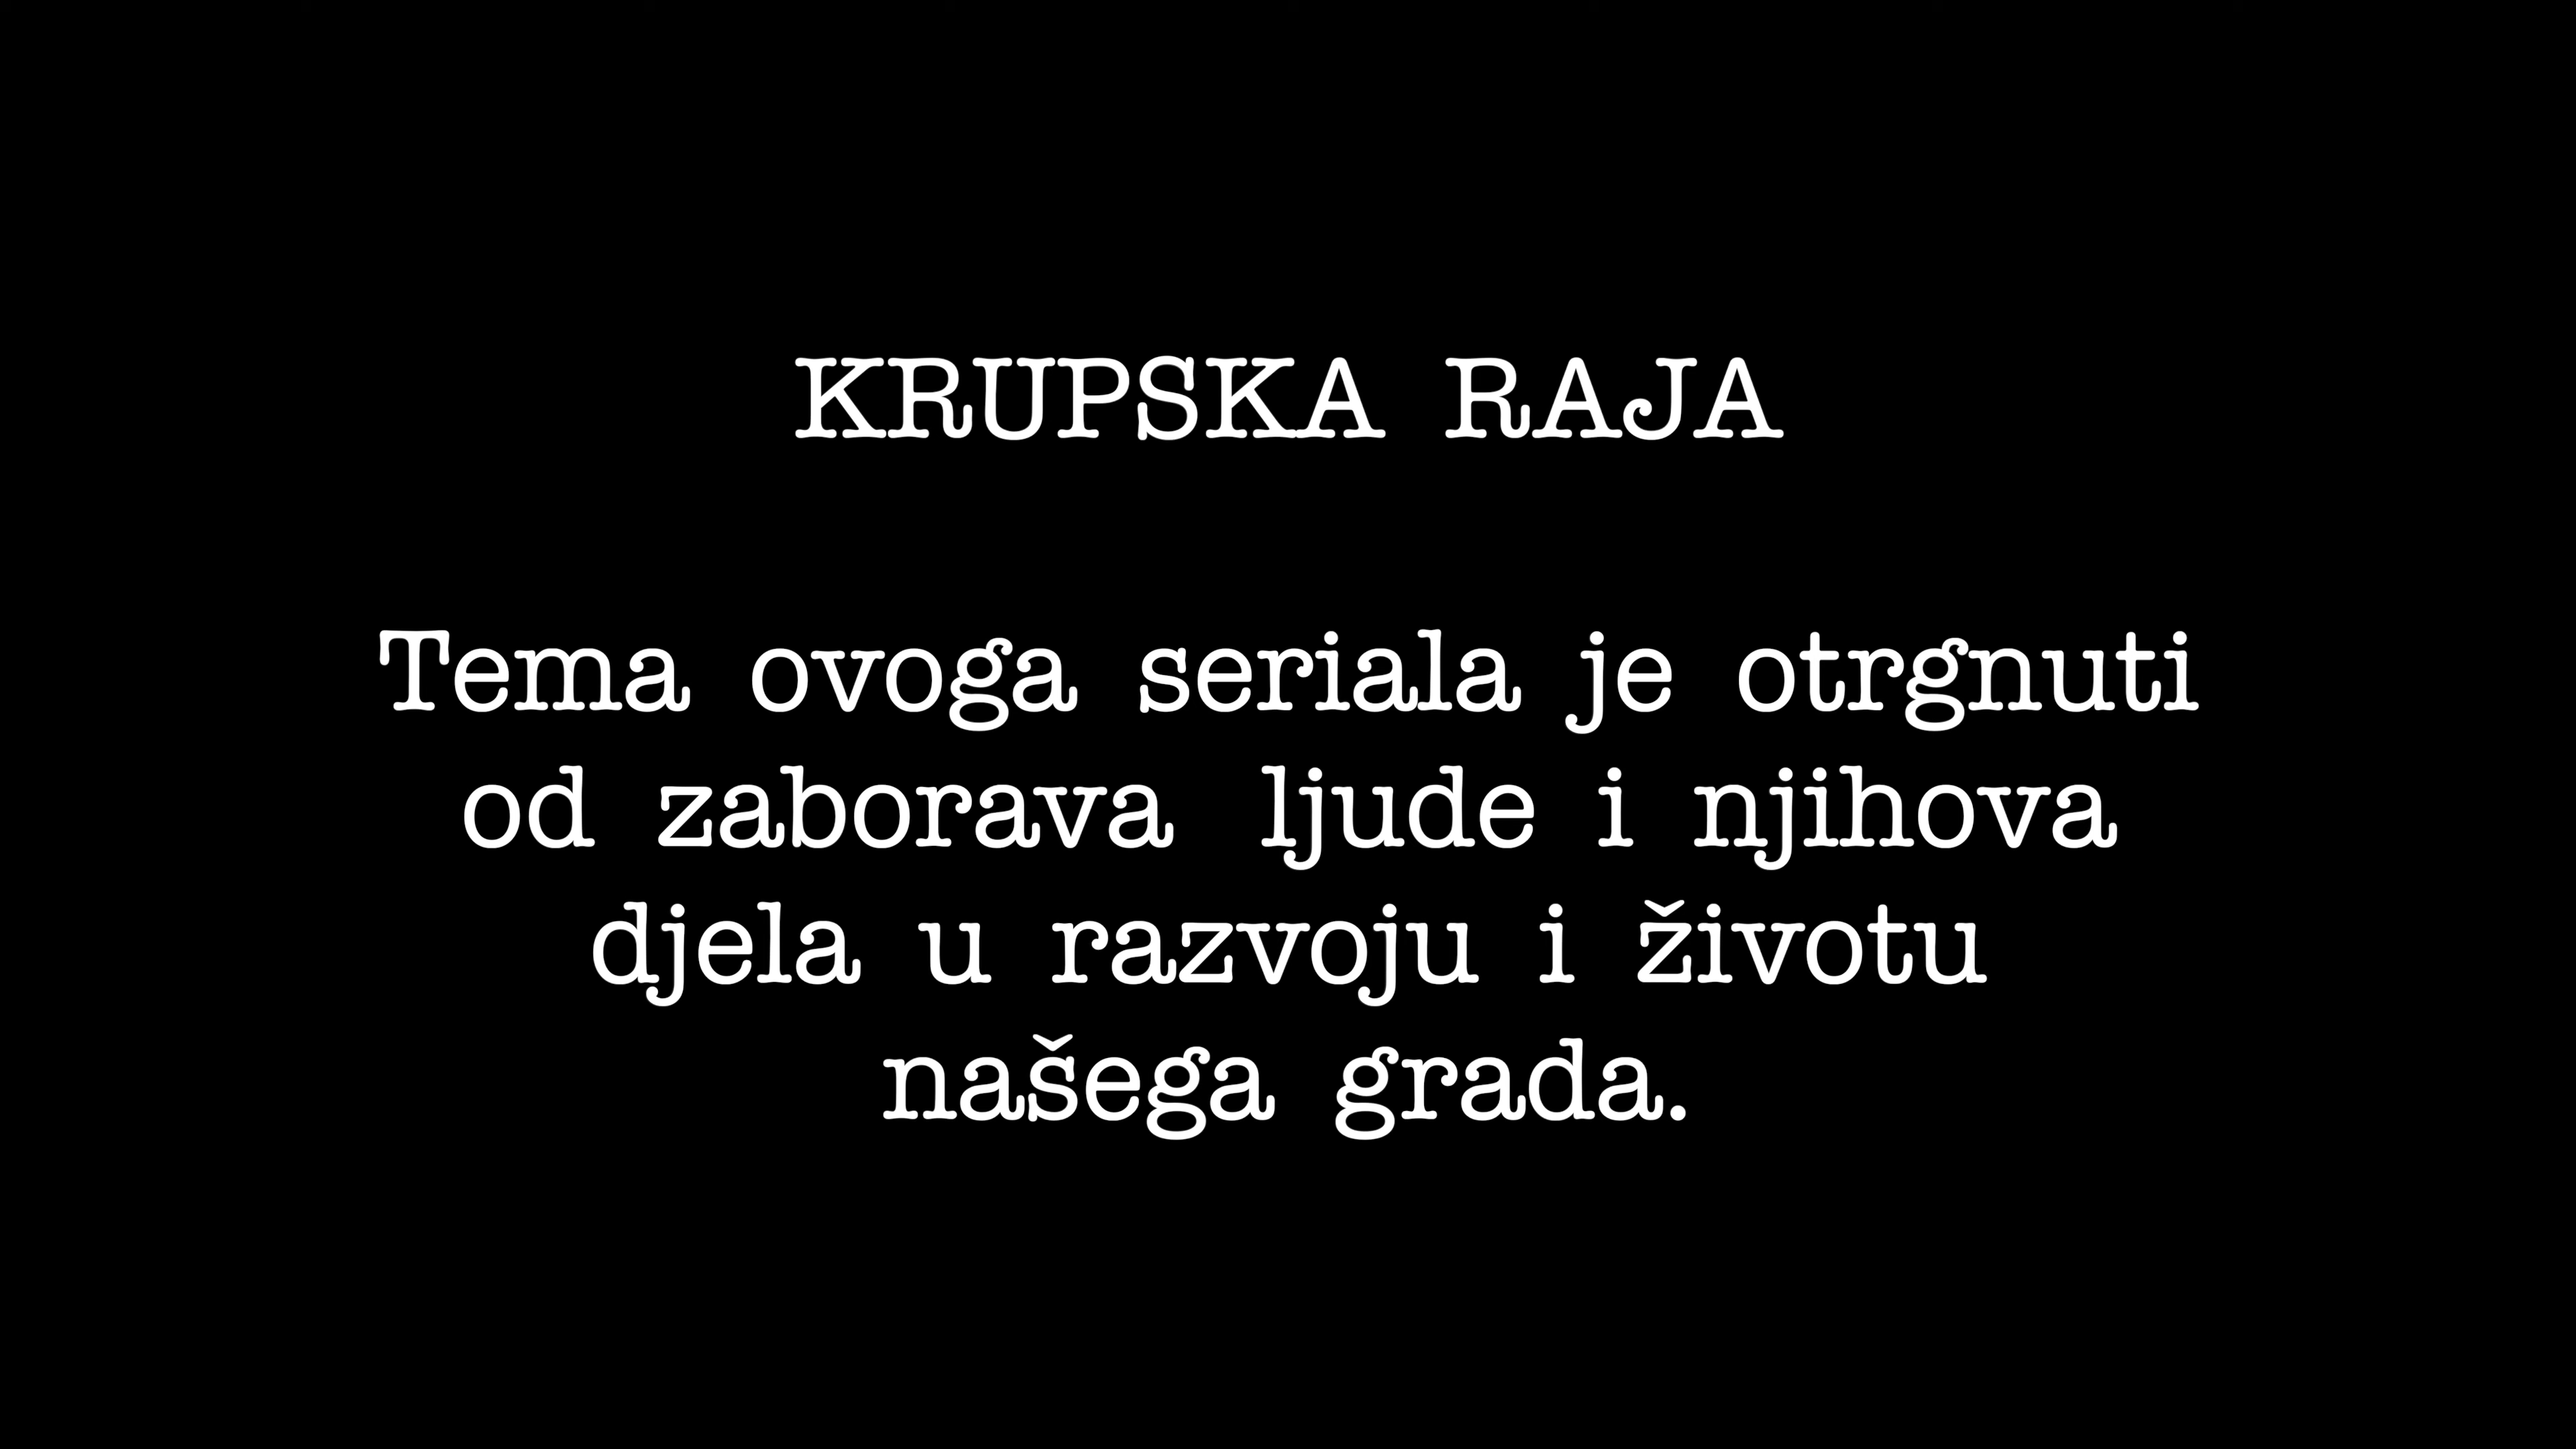 KRUPSKA RAJA
Tema ovoga seriala je otrgnuti
od zaborava ljude i njihova
djela u razvoju i životu
našega grada.